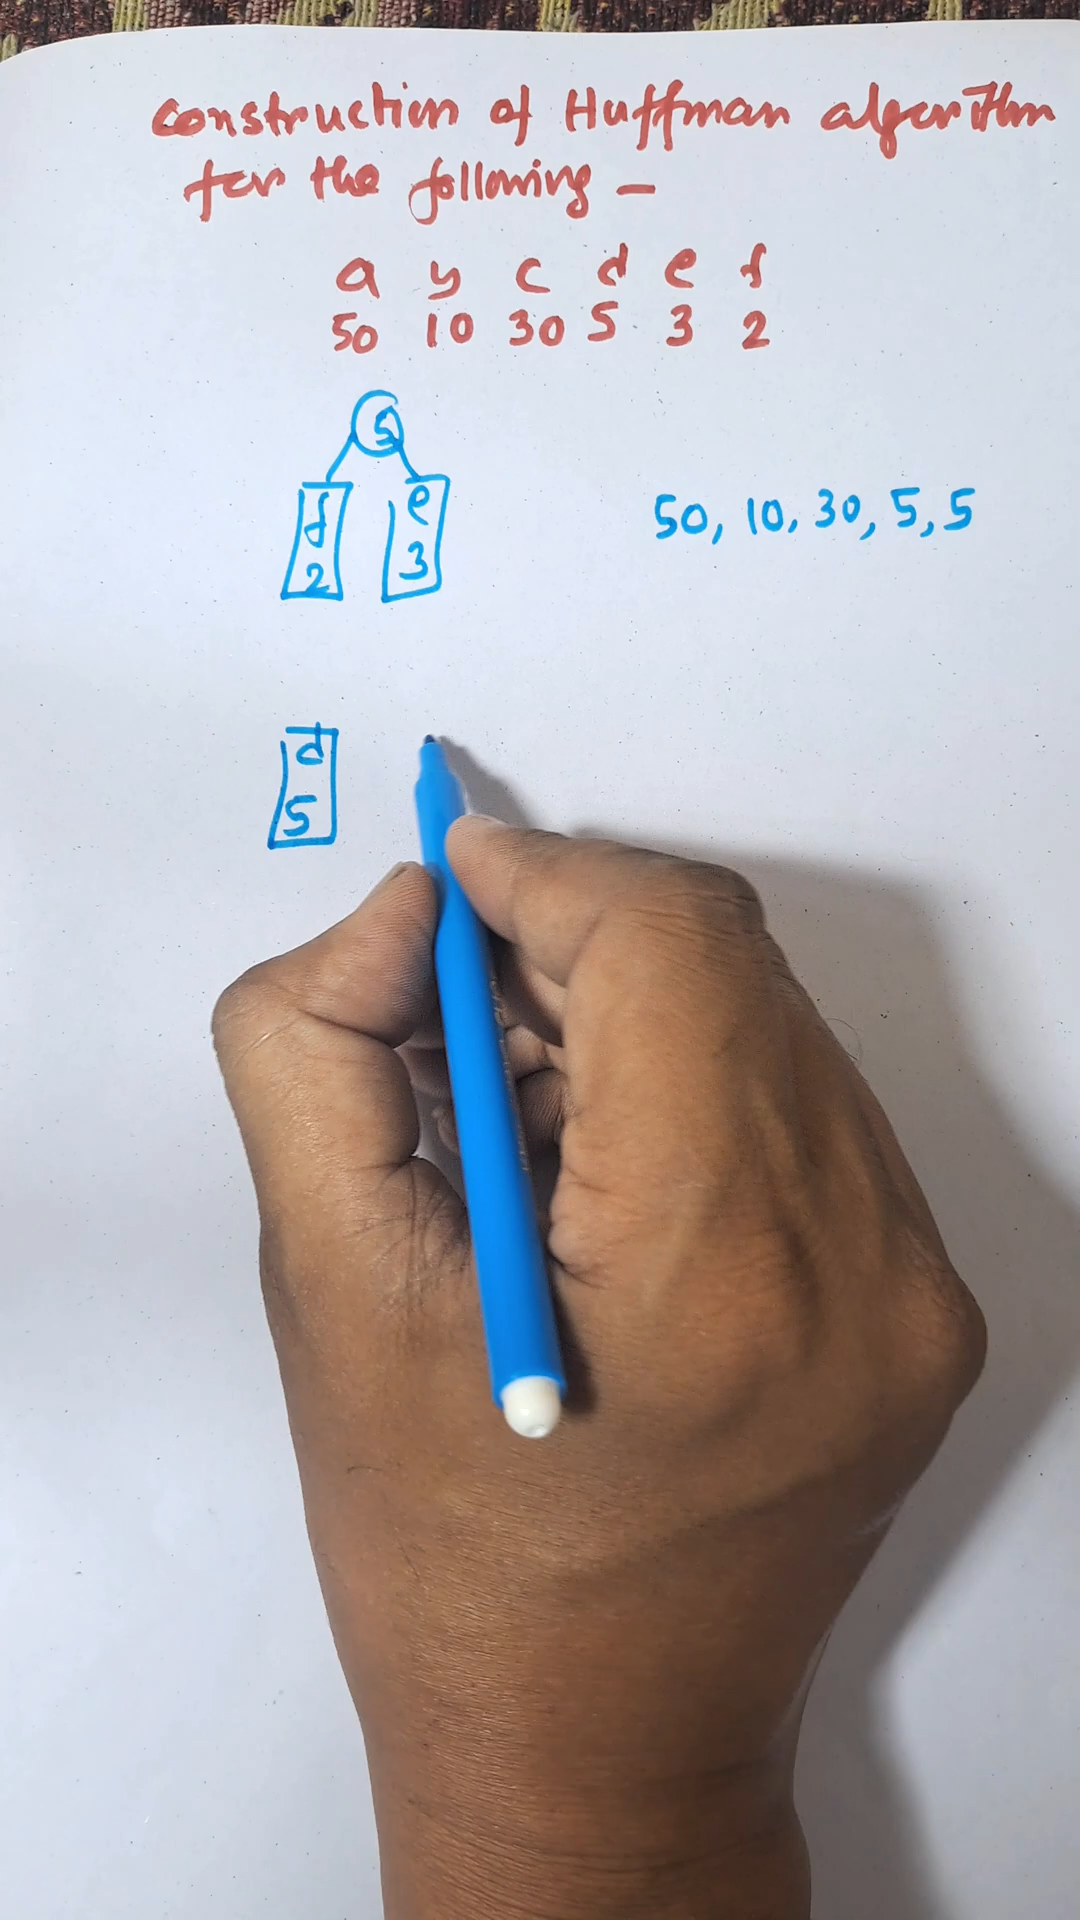 construction of Huffman algorithm
for the following -
a y c d e f
50 10 30 5 3 2
5
f e
2 3
50, 10, 30, 5, 5
d
5